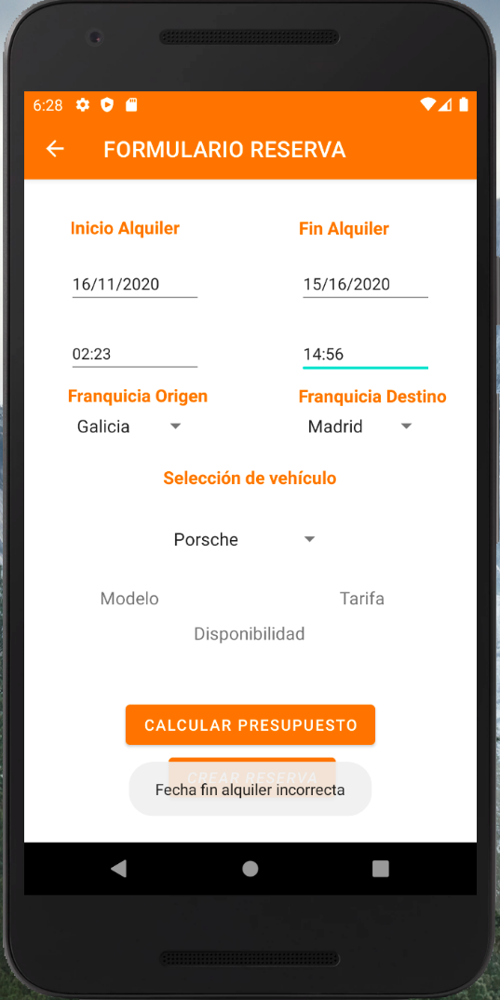 6:28
FORMULARIO RESERVA
Inicio Alquiler
Fin Alquiler
16/11/2020
15/16/2020
02:23
14:56
Franquicia Origen
Franquicia Destino
Galicia
Madrid
Selección de vehículo
Porsche
Modelo
Tarifa
Disponibilidad
CALCULAR PRESUPUESTO
CREAR RESERVA
Fecha fin alquiler incorrecta